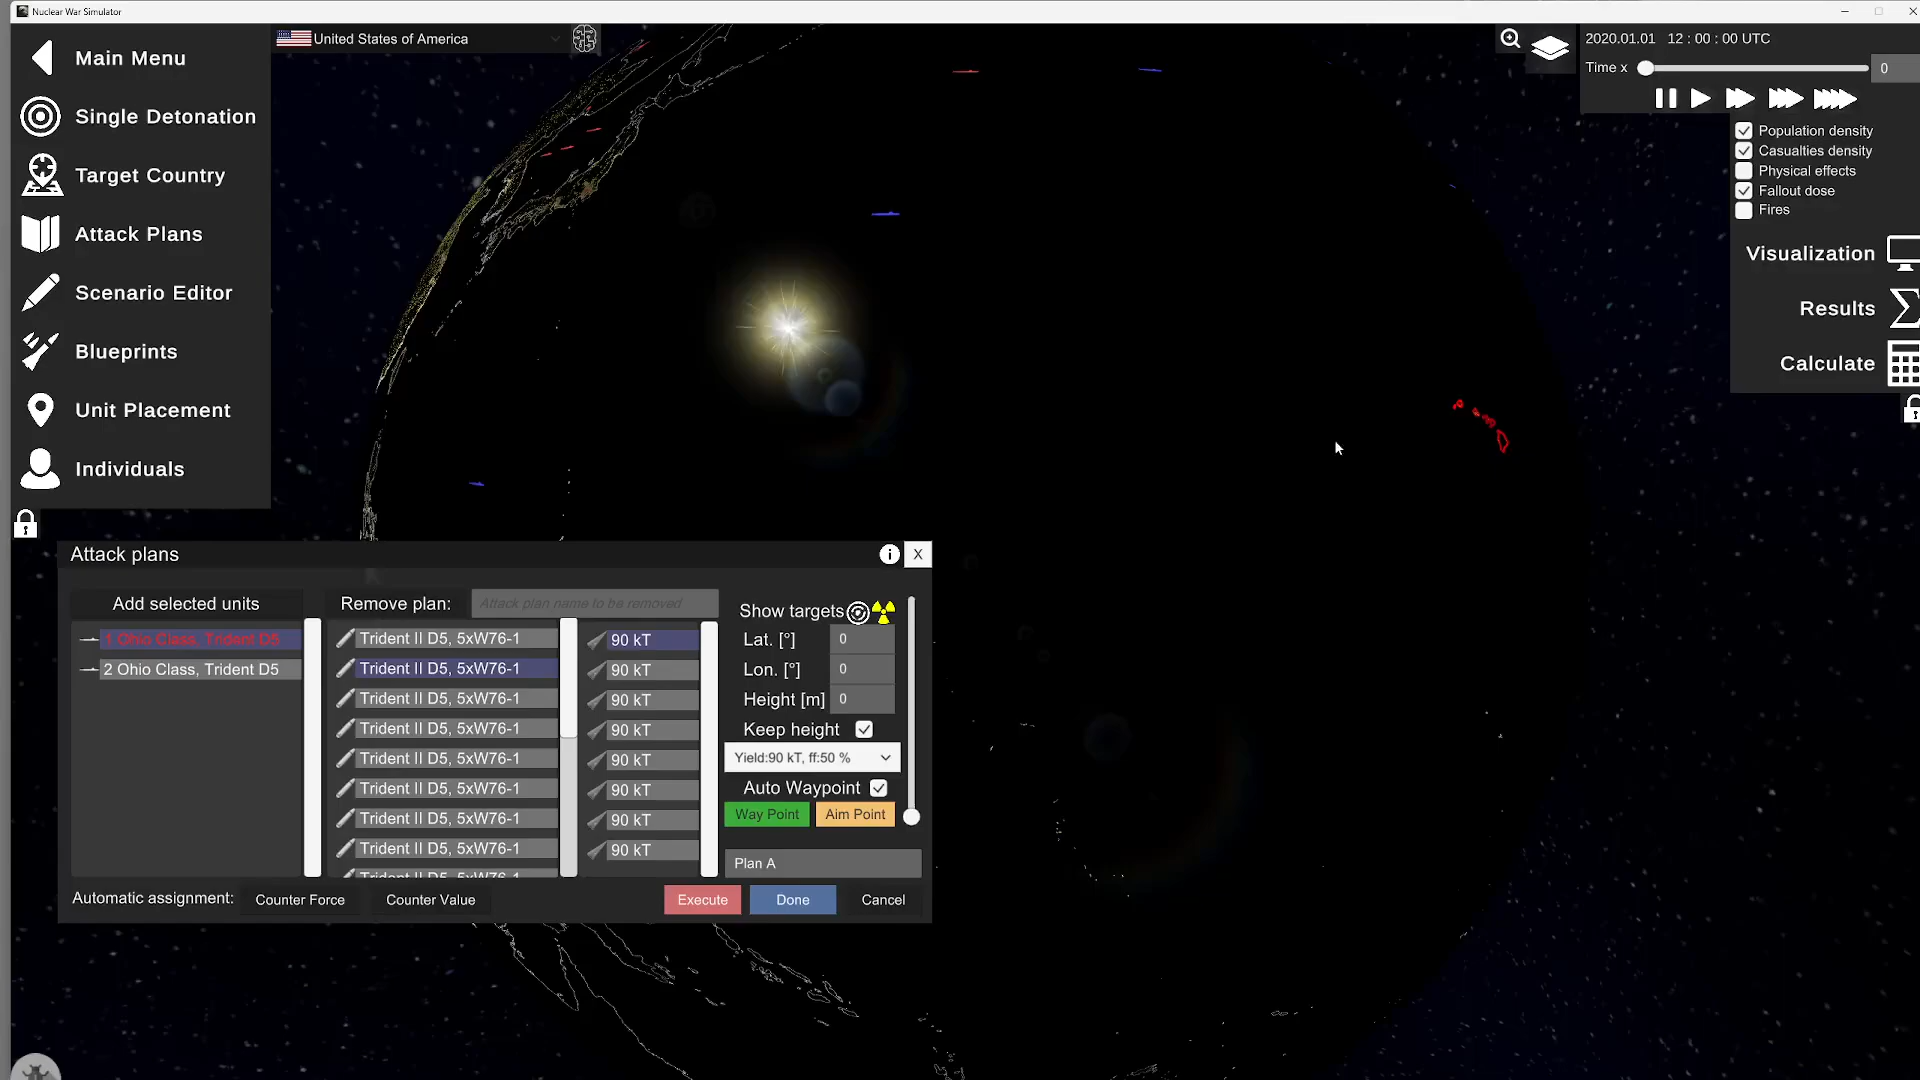 Nuclear War Simulator
Main Menu
Single Detonation
Target Country
Attack Plans
Scenario Editor
Blueprints
Unit Placement
Individuals
United States of America
2020.01.01 12 : 00 : 00 UTC
Time x
0
Population density
Casualties density
Physical effects
Fallout dose
Fires
Visualization
Results
Calculate
Attack plans
i
X
Add selected units
1 Ohio Class, Trident D5
2 Ohio Class, Trident D5
Remove plan:
Attack plan name to be removed
Trident II D5, 5xW76-1
Trident II D5, 5xW76-1
Trident II D5, 5xW76-1
Trident II D5, 5xW76-1
Trident II D5, 5xW76-1
Trident II D5, 5xW76-1
Trident II D5, 5xW76-1
Trident II D5, 5xW76-1
Trident II D5, 5xW76-1
90 kT
90 kT
90 kT
90 kT
90 kT
90 kT
90 kT
90 kT
Show targets
Lat. [°] 0
Lon. [°] 0
Height [m] 0
Keep height
Yield:90 kT, ff:50 %
Auto Waypoint
Way Point
Aim Point
Plan A
Automatic assignment:
Counter Force
Counter Value
Execute
Done
Cancel